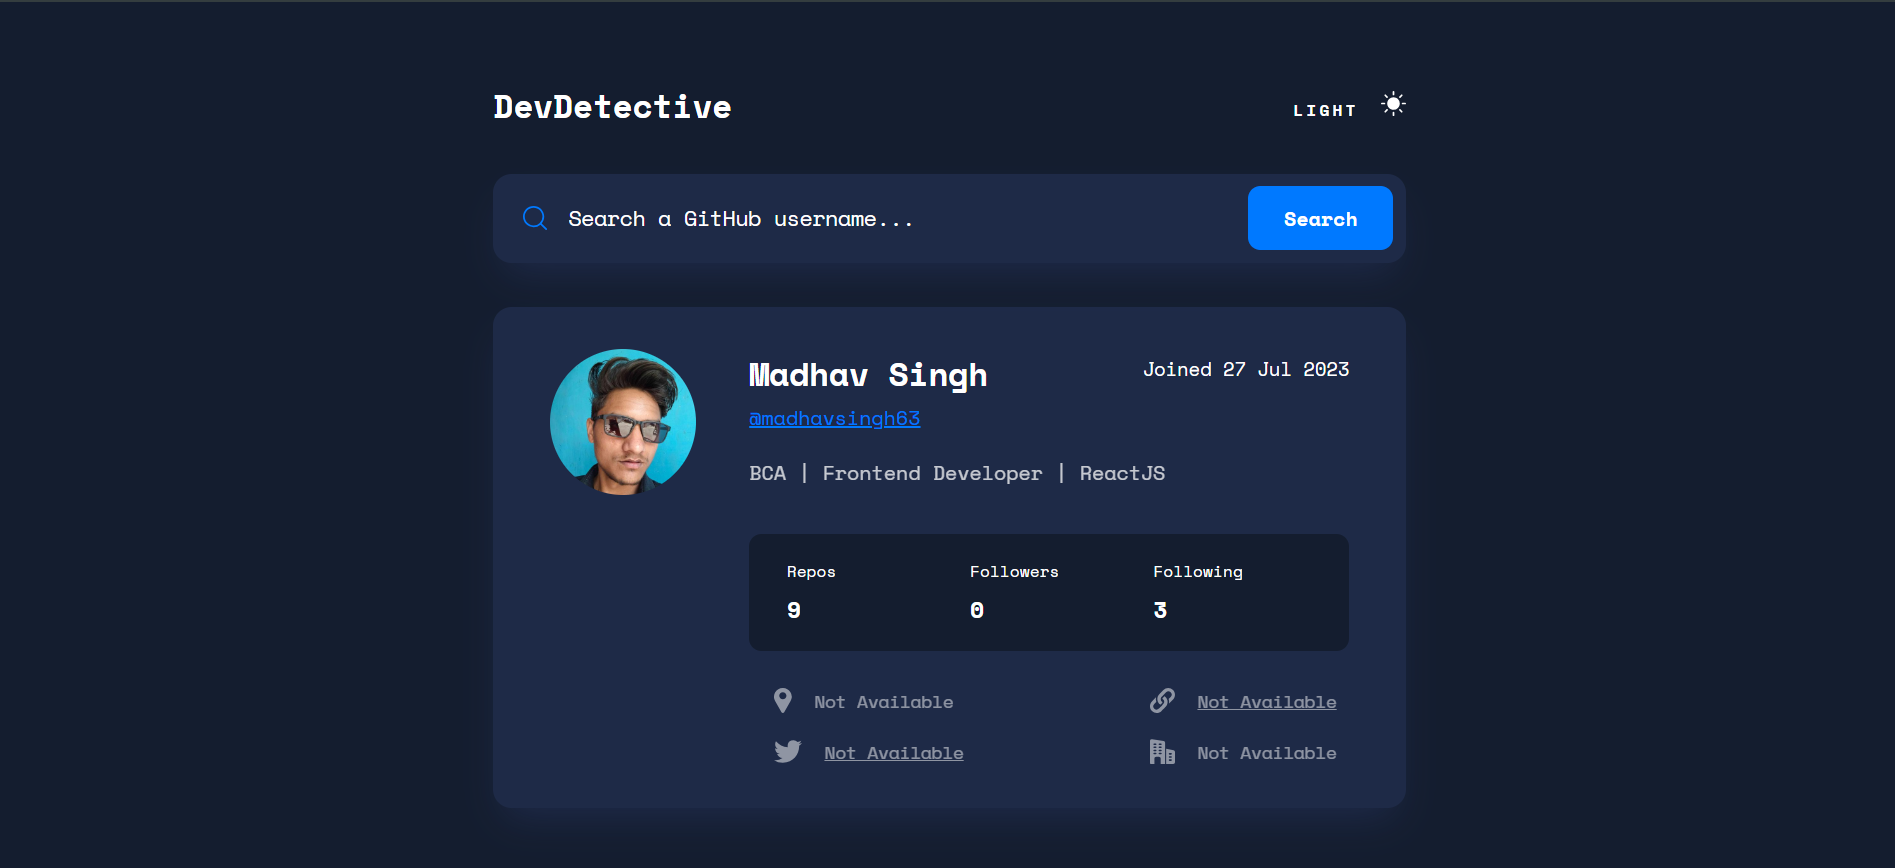 DevDetective
LIGHT
Search a GitHub username...
Search
Madhav Singh
Joined 27 Jul 2023
@madhavsingh63
BCA | Frontend Developer | ReactJS
Repos Followers Following
9 0 3
Not Available Not Available
Not Available Not Available